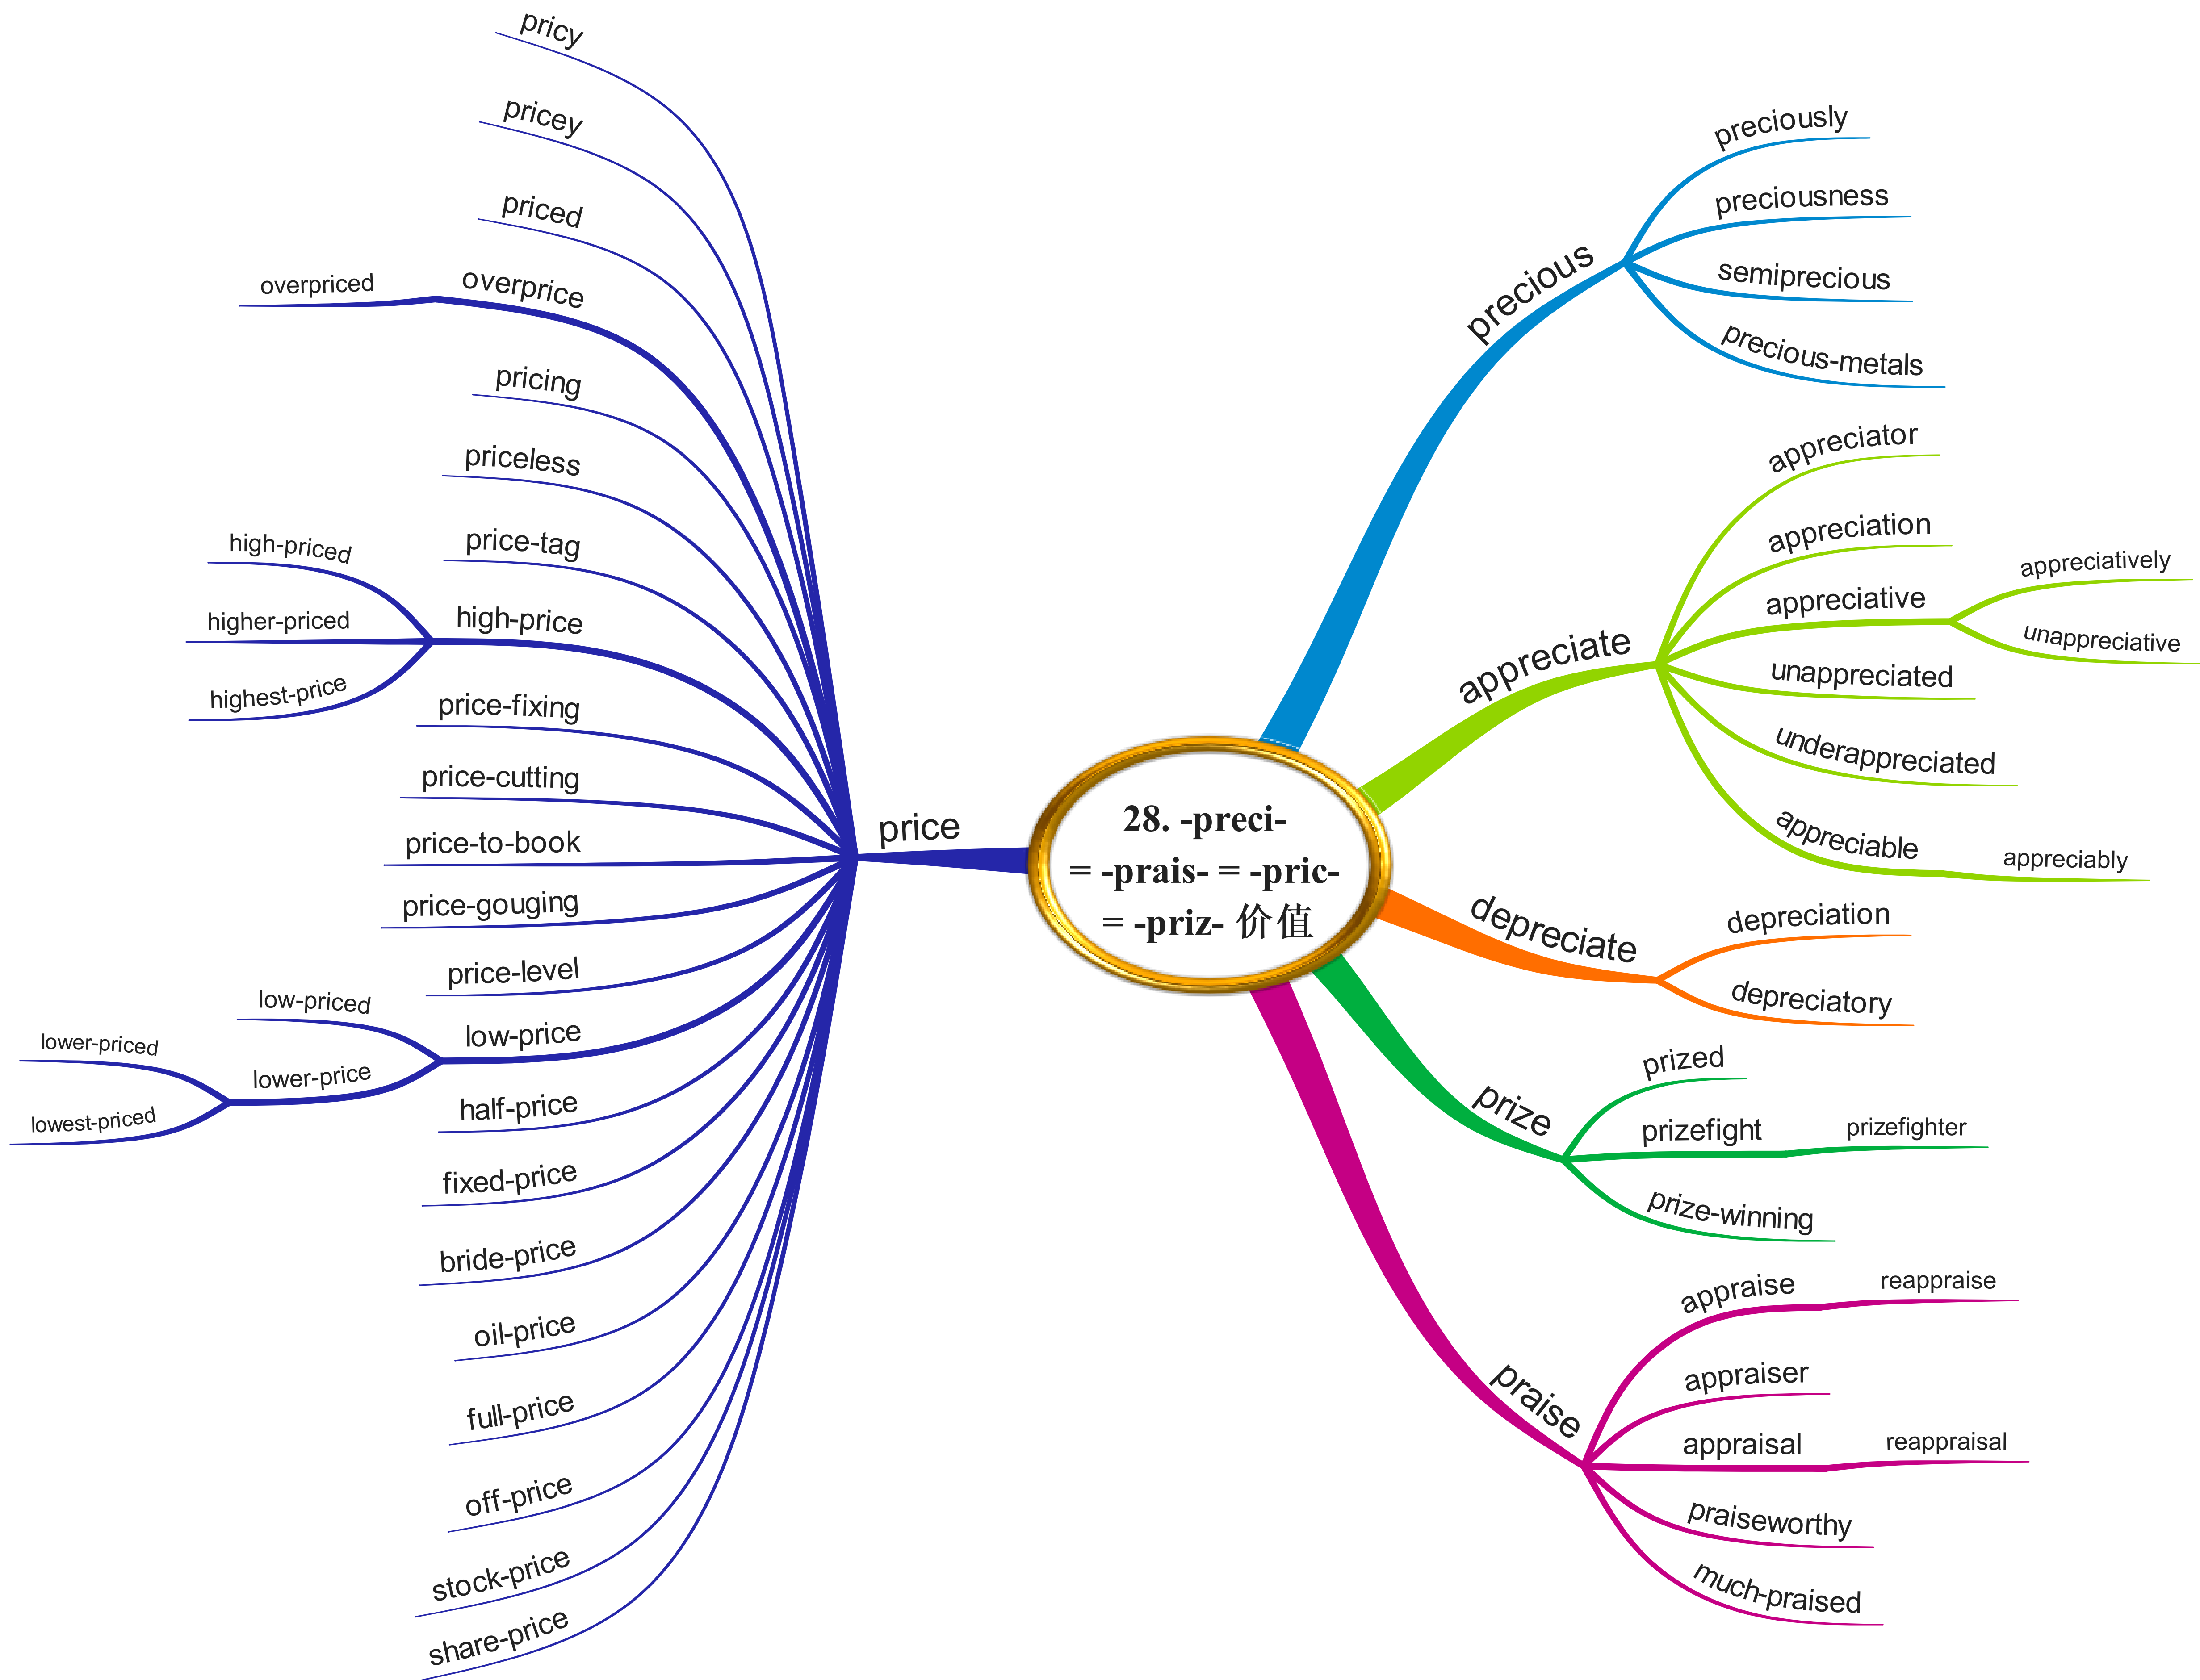 28. -preci-
= -prais- = -pric-
= -priz- 价值
precious
preciously
preciousness
semiprecious
precious-metals
appreciate
appreciator
appreciation
appreciative
appreciatively
unappreciative
unappreciated
underappreciated
appreciable
appreciably
depreciate
depreciation
depreciatory
prize
prized
prizefight
prizefighter
prize-winning
praise
appraise
reappraise
appraiser
appraisal
reappraisal
praiseworthy
much-praised
price
pricy
pricey
priced
overprice
overpriced
pricing
priceless
price-tag
high-price
high-priced
higher-priced
highest-price
price-fixing
price-cutting
price-to-book
price-gouging
price-level
low-price
low-priced
lower-price
lower-priced
lowest-priced
half-price
fixed-price
bride-price
oil-price
full-price
off-price
stock-price
share-price